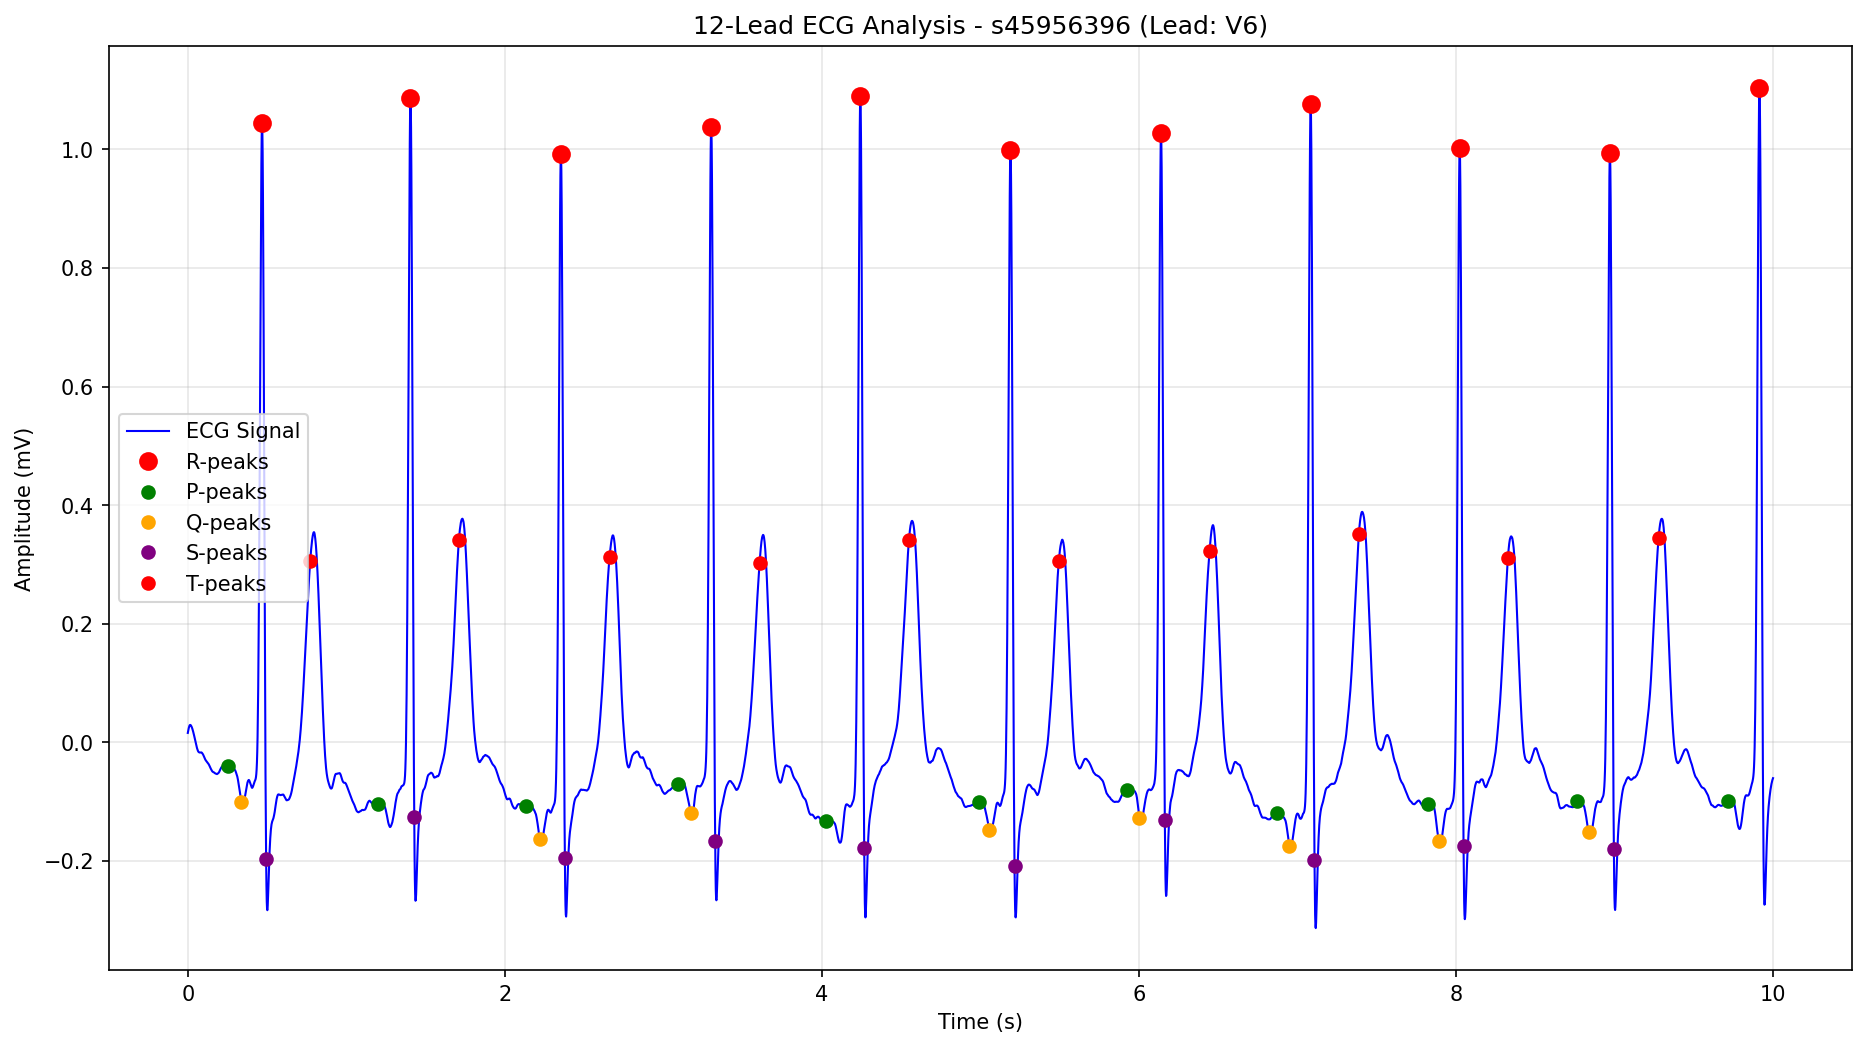 12-Lead ECG Analysis - s45956396 (Lead: V6)
Amplitude (mV)
1.0
0.8
0.6
0.4
0.2
0.0
−0.2
ECG Signal
R-peaks
P-peaks
Q-peaks
S-peaks
T-peaks
0 2 4 6 8 10
Time (s)